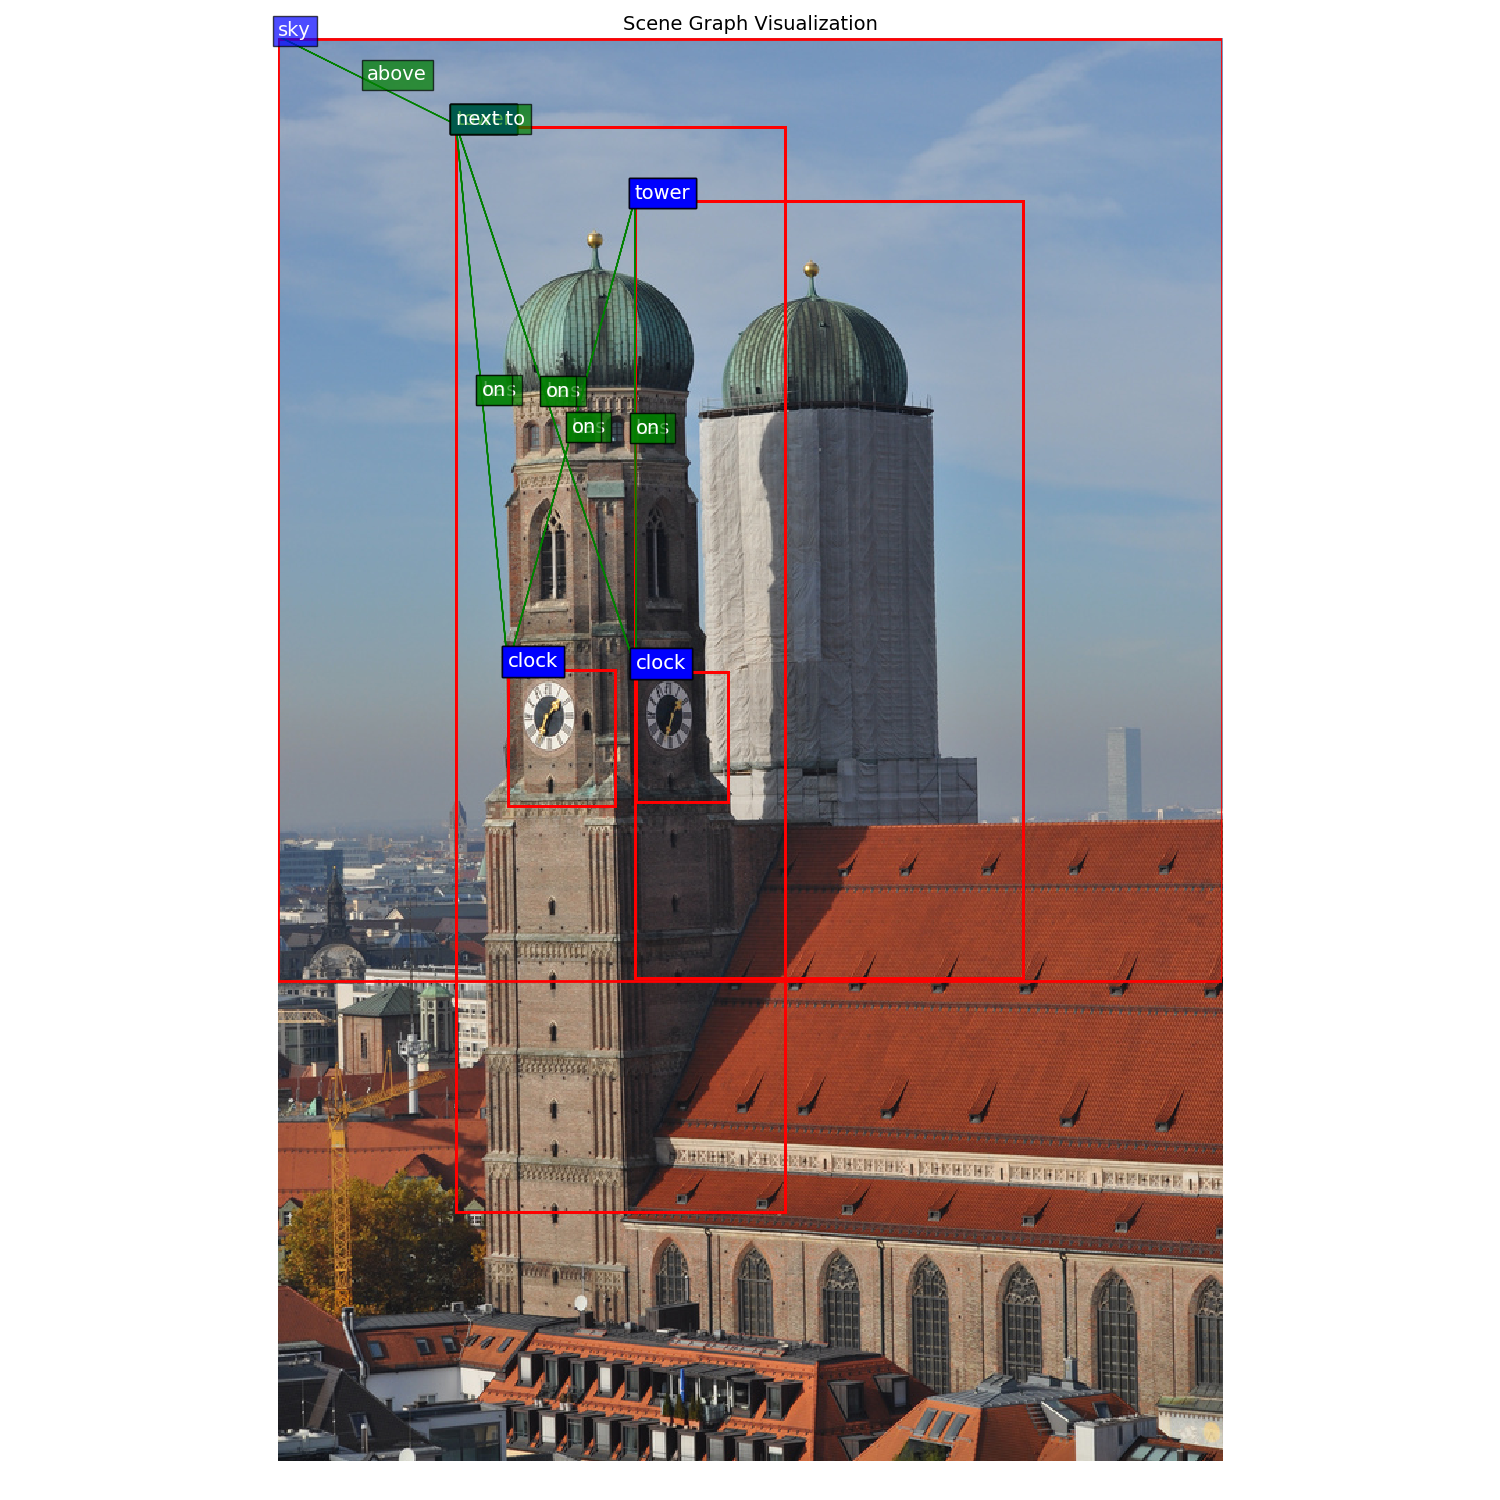 Scene Graph Visualization
sky
above
next to
tower
on
on
on
on
clock
clock